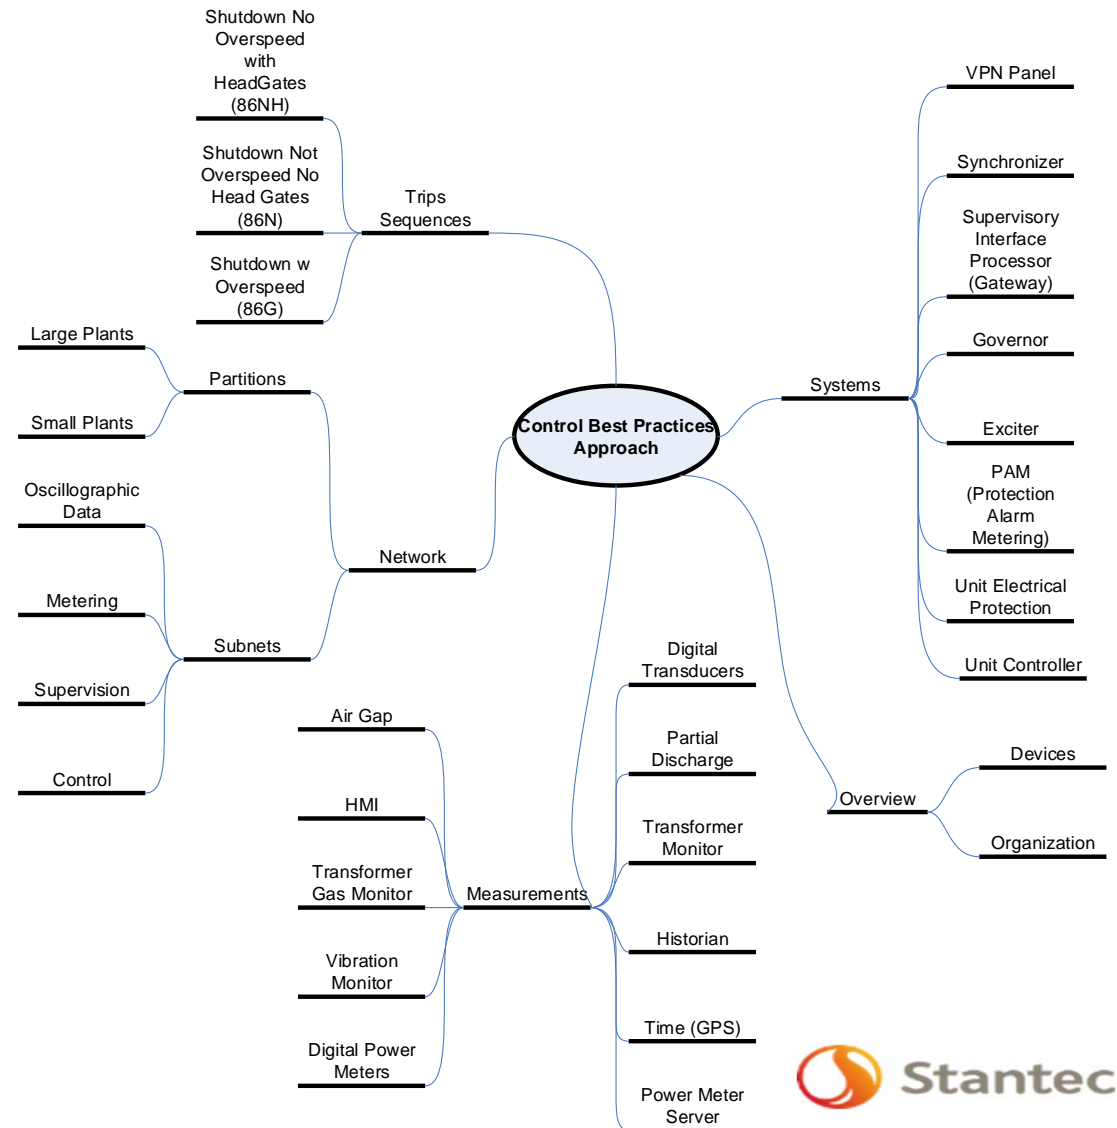 Shutdown No
Overspeed
with
HeadGates
(86NH)
Shutdown Not
Overspeed No
Head Gates
(86N)
Shutdown w
Overspeed
(86G)
Trips
Sequences
Large Plants
Small Plants
Partitions
Oscillographic
Data
Metering
Supervision
Control
Subnets
Network
Control Best Practices
Approach
Systems
VPN Panel
Synchronizer
Supervisory
Interface
Processor
(Gateway)
Governor
Exciter
PAM
(Protection
Alarm
Metering)
Unit Electrical
Protection
Unit Controller
Overview
Devices
Organization
Measurements
Air Gap
HMI
Transformer
Gas Monitor
Vibration
Monitor
Digital Power
Meters
Digital
Transducers
Partial
Discharge
Transformer
Monitor
Historian
Time (GPS)
Power Meter
Server
Stantec